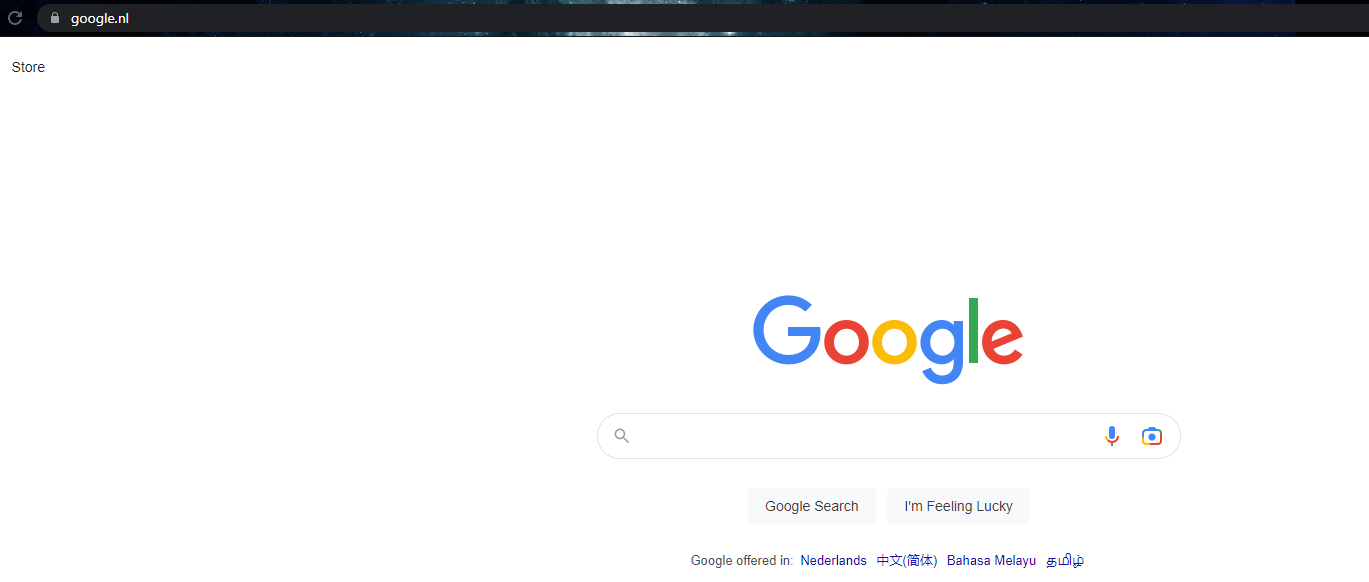 google.nl
Store
Google
Google Search I'm Feeling Lucky
Google offered in: Nederlands 中文(简体) Bahasa Melayu தமிழ்